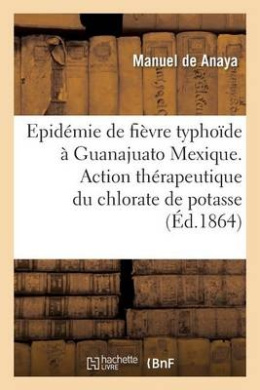 Manuel de Anaya
Epidémie de fièvre typhoïde
à Guanajuato Mexique. Action
thérapeutique
du chlorate de potasse
(Éd.1864)
hachette
LIVRE
BnF